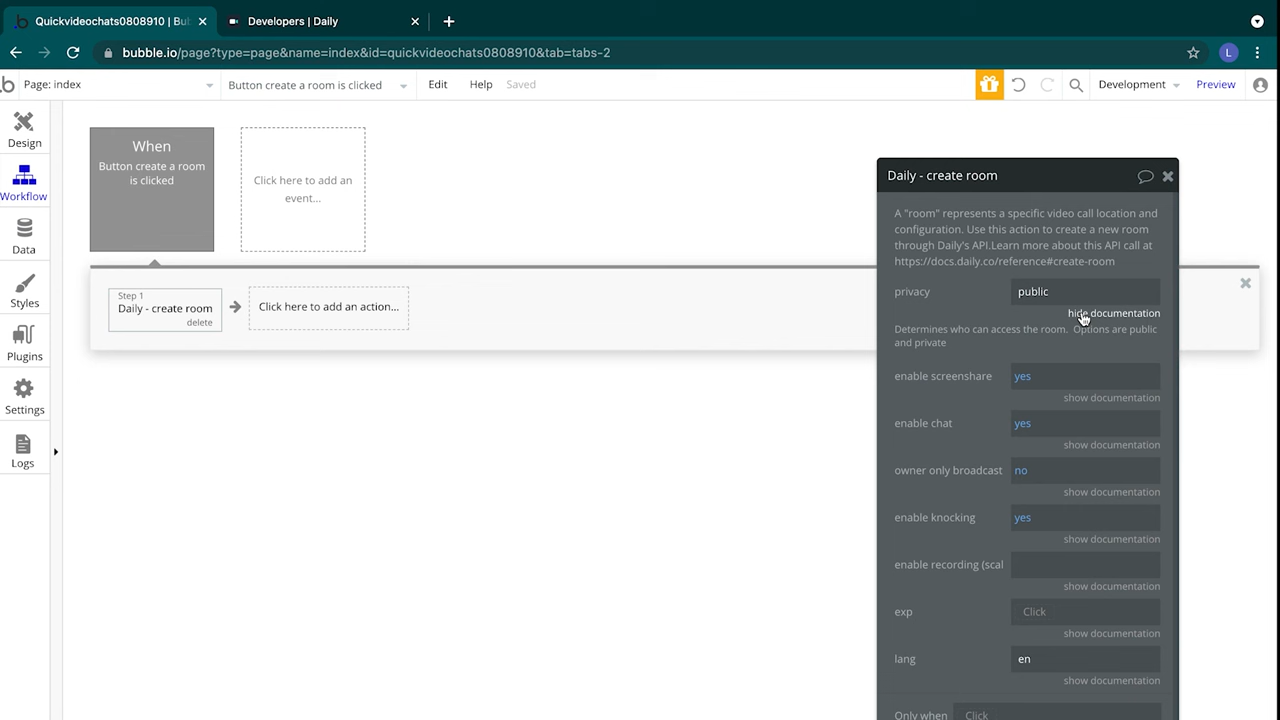 Quickvideochats0808910 | Bu
Developers | Daily
bubble.io/page?type=page&name=index&id=quickvideochats0808910&tab=tabs-2
L
Page: index
Button create a room is clicked
Edit
Help
Saved
Development
Preview
Design
Workflow
Data
Styles
Plugins
Settings
Logs
When
Button create a room
is clicked
Click here to add an
event...
Step 1
Daily - create room
delete
Click here to add an action...
Daily - create room
A "room" represents a specific video call location and
configuration. Use this action to create a new room
through Daily's API.Learn more about this API call at
https://docs.daily.co/reference#create-room
privacy
public
hide documentation
Determines who can access the room. Options are public
and private
enable screenshare
yes
show documentation
enable chat
yes
show documentation
owner only broadcast
no
show documentation
enable knocking
yes
show documentation
enable recording (scal
show documentation
exp
Click
show documentation
lang
en
show documentation
Only when
Click